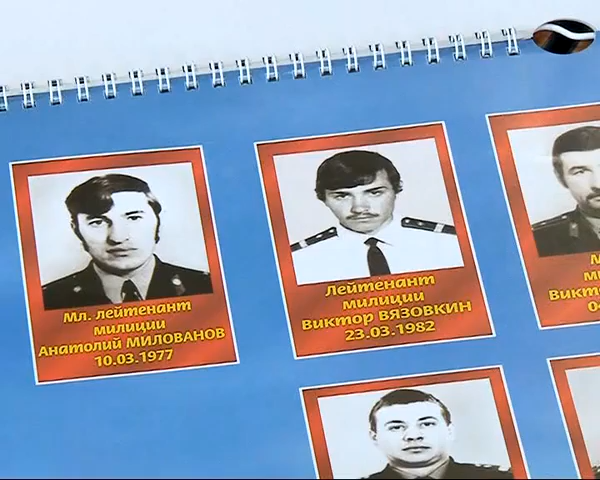 Мл. лейтенант
милиции
Анатолий МИЛОВАНОВ
10.03.1977
Лейтенант
милиции
Виктор ВЯЗОВКИН
23.03.1982